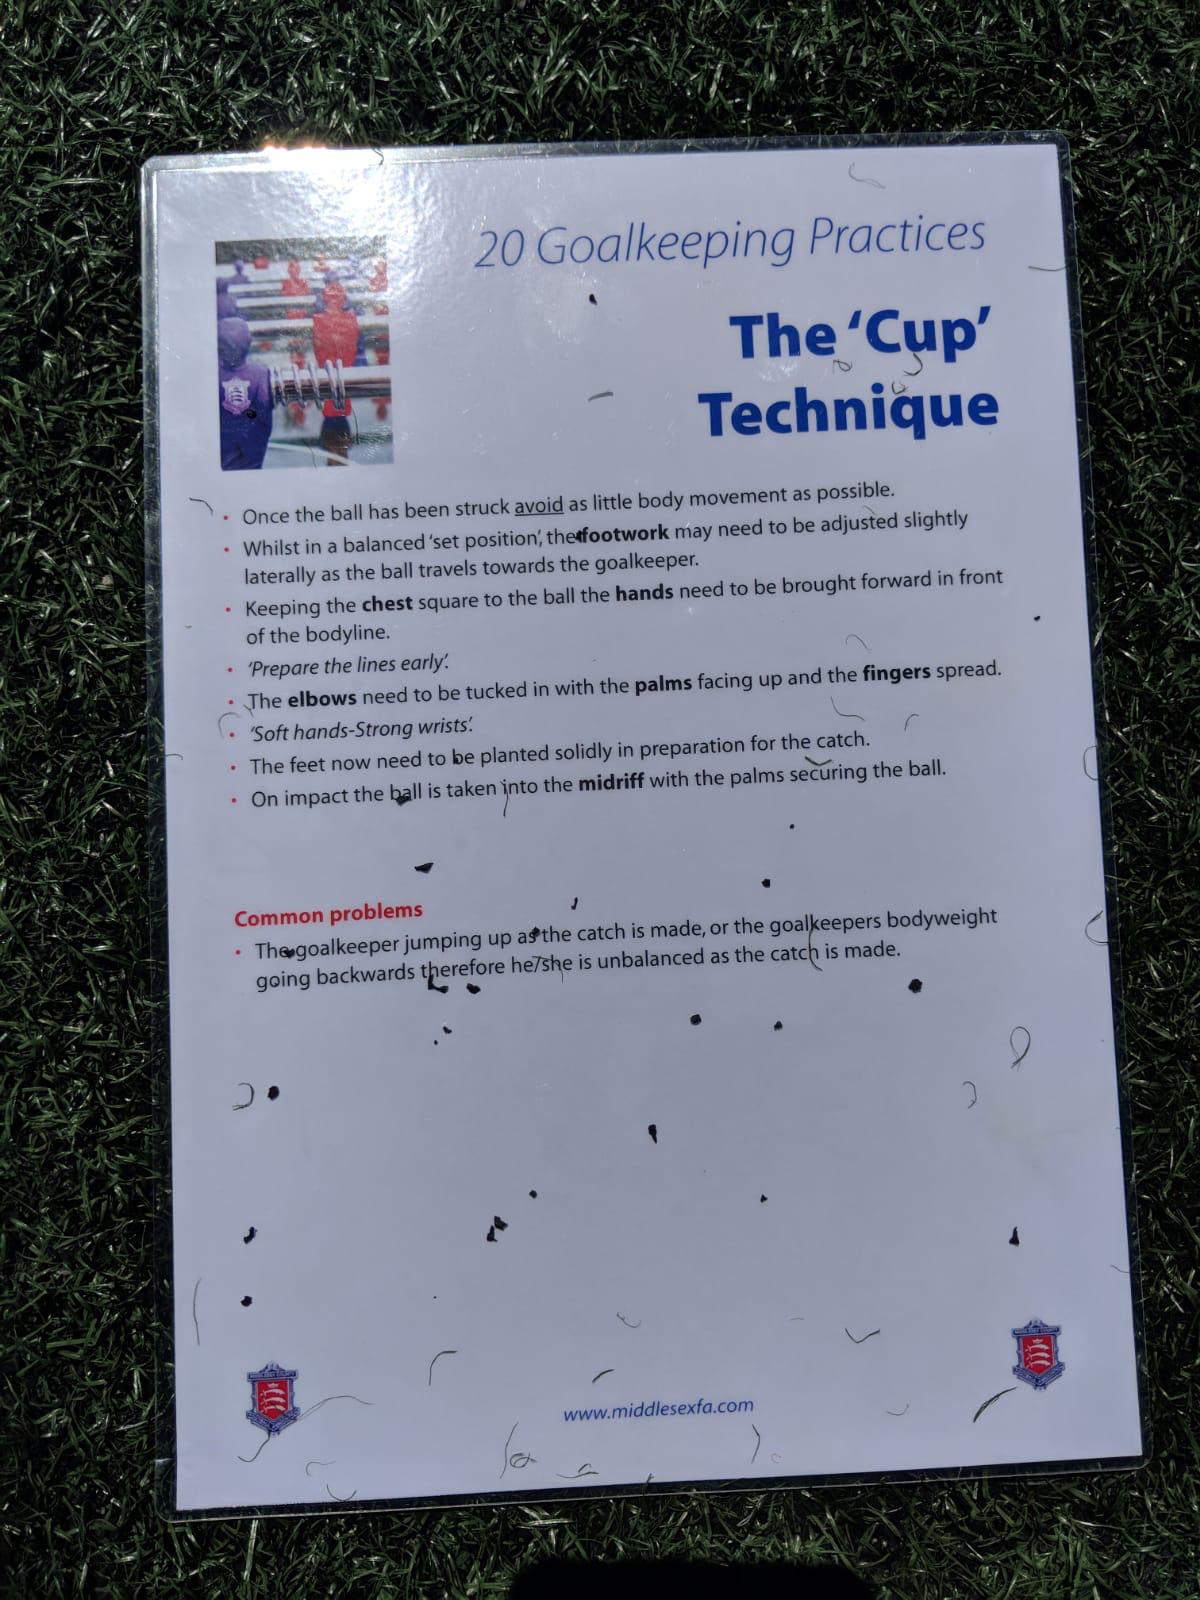 20 Goalkeeping Practices
The ‘Cup’
Technique
• Once the ball has been struck avoid as little body movement as possible.
• Whilst in a balanced ‘set position’, the footwork may need to be adjusted slightly
laterally as the ball travels towards the goalkeeper.
• Keeping the chest square to the ball the hands need to be brought forward in front
of the bodyline.
• ‘Prepare the lines early’.
• The elbows need to be tucked in with the palms facing up and the fingers spread.
• ‘Soft hands-Strong wrists’.
• The feet now need to be planted solidly in preparation for the catch.
• On impact the ball is taken into the midriff with the palms securing the ball.
Common problems
• The goalkeeper jumping up as the catch is made, or the goalkeepers bodyweight
going backwards therefore he/she is unbalanced as the catch is made.
www.middlesexfa.com